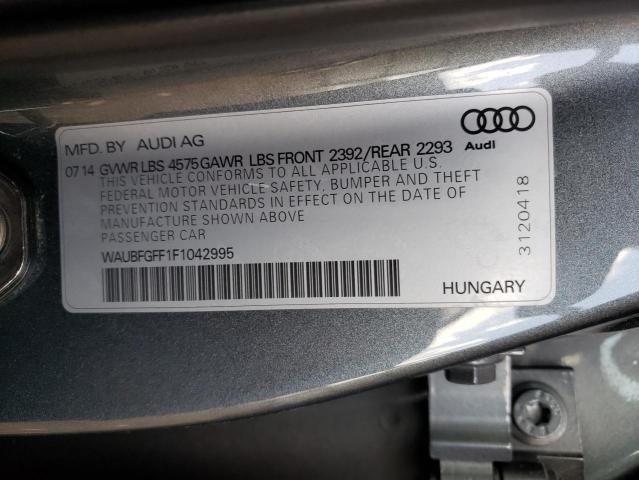 MFD. BY AUDI AG
Audi
07 14 GVWR LBS 4575 GAWR LBS FRONT 2392/REAR 2293
THIS VEHICLE CONFORMS TO ALL APPLICABLE U.S.
FEDERAL MOTOR VEHICLE SAFETY, BUMPER AND THEFT
PREVENTION STANDARDS IN EFFECT ON THE DATE OF
MANUFACTURE SHOWN ABOVE
PASSENGER CAR
WAUBFGFF1F1042995
HUNGARY
3120418